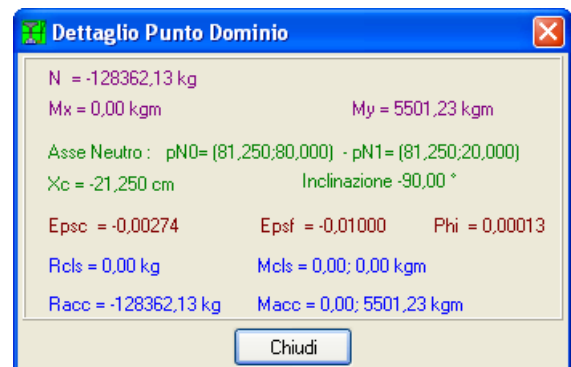 Dettaglio Punto Dominio
N = -128362,13 kg
Mx = 0,00 kgm My = 5501,23 kgm
Asse Neutro : pN0= (81,250;80,000) - pN1= (81,250;20,000)
Xc = -21,250 cm Inclinazione -90,00 °
Epsc = -0,00274 Epsf = -0,01000 Phi = 0,00013
Rcls = 0,00 kg Mcls = 0,00; 0,00 kgm
Racc = -128362,13 kg Macc = 0,00; 5501,23 kgm
Chiudi